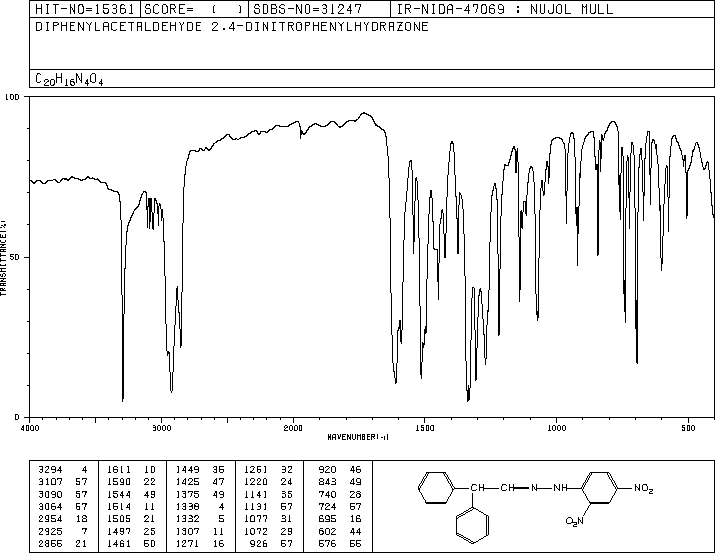 HIT-NO=15361 SCORE= ( ) SDBS-NO=31247 IR-NIDA-47069 : NUJOL MULL
DIPHENYLACETALDEHYDE 2.4-DINITROPHENYLHYDRAZONE
C20H16N4O4
100
50
0
TRANSMITTANCE(%)
4000 3000 2000 1500 1000 500
WAVENUMBER(-1)
3294 4 1611 10 1449 36 1261 32 920 46
3107 57 1590 22 1425 47 1220 24 843 49
3090 57 1544 49 1375 49 1141 35 740 28
3064 57 1514 11 1338 4 1131 57 724 57
2954 18 1505 21 1332 5 1077 31 695 16
2925 7 1497 25 1307 11 1072 29 602 44
2855 21 1461 50 1271 16 926 57 576 55
CH CH N NH NO2
O2N